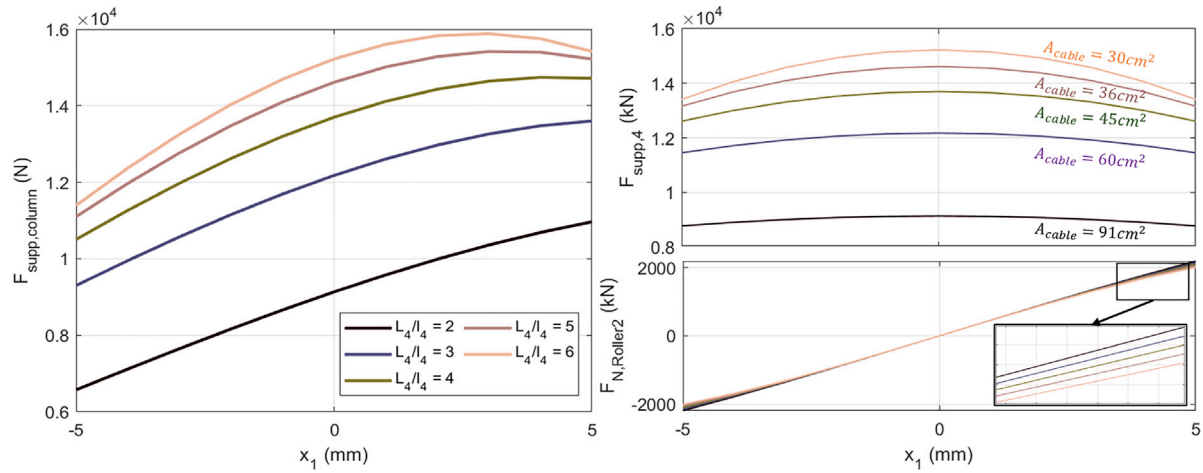 ×10⁴
1.6
1.4
1.2
1
0.8
0.6
F_supp,column (N)
L₄/l₄ = 2
L₄/l₄ = 3
L₄/l₄ = 4
L₄/l₄ = 5
L₄/l₄ = 6
-5
0
5
x₁ (mm)
×10⁴
1.6
1.4
1.2
1
0.8
F_supp,4 (kN)
A_cable = 30cm²
A_cable = 36cm²
A_cable = 45cm²
A_cable = 60cm²
A_cable = 91cm²
2000
0
-2000
F_N,Roller2 (kN)
-5
0
5
x₁ (mm)